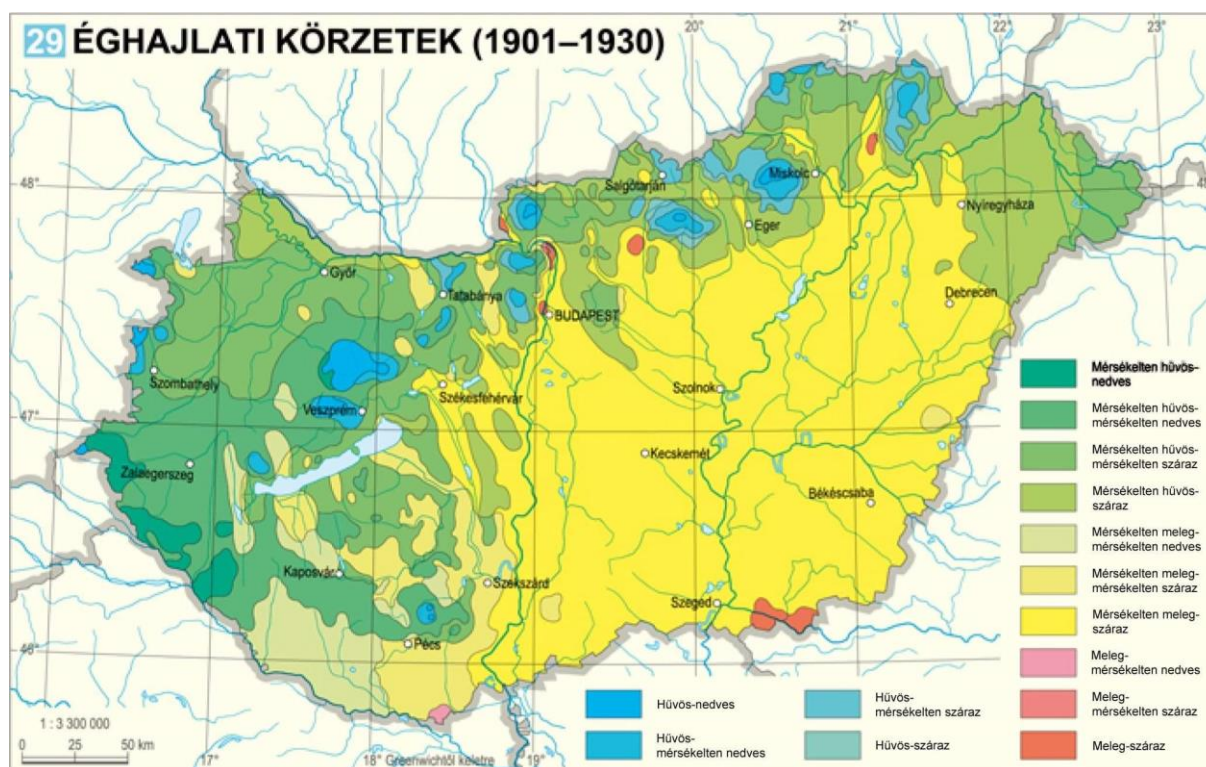 29 ÉGHAJLATI KÖRZETEK (1901–1930)
20°
21°
22°
23°
48°
Salgótarján
Miskolc
Nyíregyháza
Eger
Győr
Tatabánya
BUDAPEST
Debrecen
Szombathely
Székesfehérvár
Szolnok
Veszprém
47°
Zalaegerszeg
Kecskemét
Békéscsaba
Kaposvár
Szekszárd
Szeged
46°
Pécs
Mérsékelten hűvös-
nedves
Mérsékelten hűvös-
mérsékelten nedves
Mérsékelten hűvös-
mérsékelten száraz
Mérsékelten hűvös-
száraz
Mérsékelten meleg-
mérsékelten nedves
Mérsékelten meleg-
mérsékelten száraz
Mérsékelten meleg-
száraz
Meleg-
mérsékelten nedves
Meleg-
mérsékelten száraz
Meleg-száraz
Hűvös-nedves
Hűvös-
mérsékelten nedves
Hűvös-
mérsékelten száraz
Hűvös-száraz
1 : 3 300 000
0 25 50 km
17°
18° Greenwichtől keletre
19°